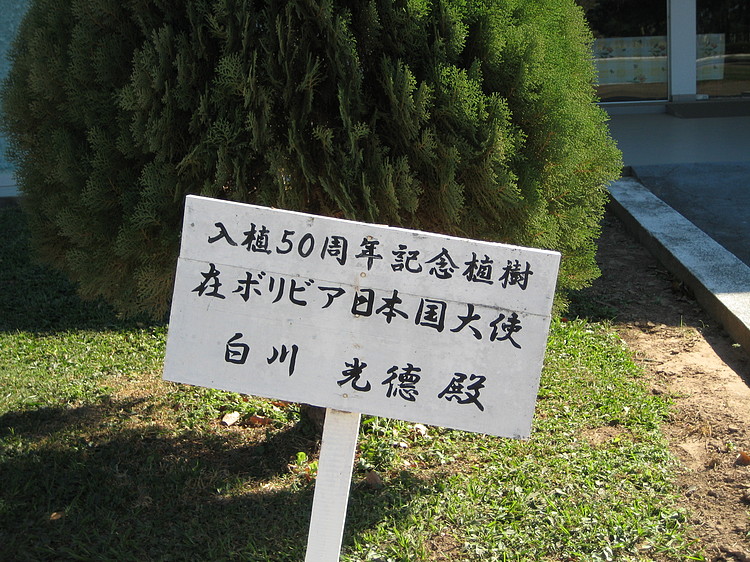 入植50周年記念植樹
在ボリビア日本国大使
白川 光徳 殿